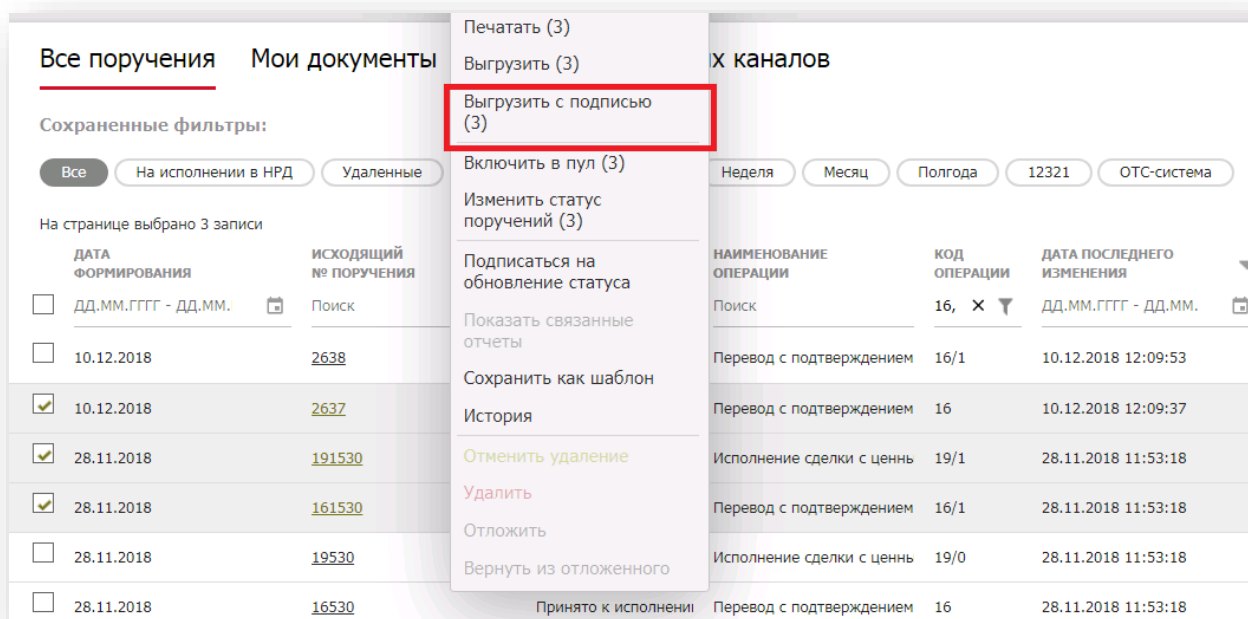 Печатать (3)
Все поручения Мои документы х каналов
Выгрузить (3)
Выгрузить с подписью
(3)
Сохраненные фильтры:
Включить в пул (3)
Все На исполнении в НРД Удаленные Неделя Месяц Полгода 12321 ОТС-система
Изменить статус
поручений (3)
На странице выбрано 3 записи
ДАТА ИСХОДЯЩИЙ НАИМЕНОВАНИЕ КОД ДАТА ПОСЛЕДНЕГО
ФОРМИРОВАНИЯ № ПОРУЧЕНИЯ ОПЕРАЦИИ ОПЕРАЦИИ ИЗМЕНЕНИЯ
Подписаться на
обновление статуса
ДД.ММ.ГГГГ - ДД.ММ. Поиск Поиск 16, ДД.ММ.ГГГГ - ДД.ММ.
Показать связанные
отчеты
10.12.2018 2638 Перевод с подтверждением 16/1 10.12.2018 12:09:53
Сохранить как шаблон
10.12.2018 2637 Перевод с подтверждением 16 10.12.2018 12:09:37
История
28.11.2018 191530 Отменить удаление Исполнение сделки с ценнь 19/1 28.11.2018 11:53:18
Удалить
28.11.2018 161530 Перевод с подтверждением 16/1 28.11.2018 11:53:18
Отложить
28.11.2018 19530 Исполнение сделки с ценнь 19/0 28.11.2018 11:53:18
Вернуть из отложенного
28.11.2018 16530 Принято к исполнени Перевод с подтверждением 16 28.11.2018 11:53:18